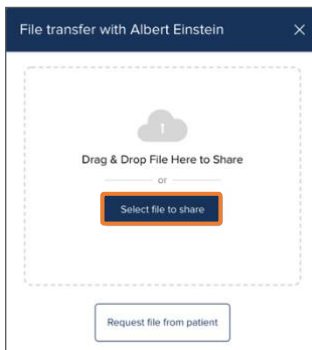 File transfer with Albert Einstein
Drag & Drop File Here to Share
or
Select file to share
Request file from patient